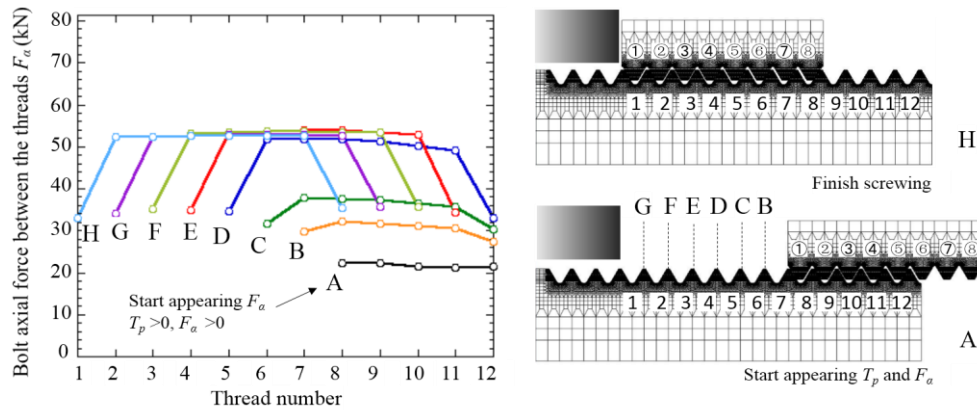 Bolt axial force between the threads Fα (kN)
80
70
60
50
40
30
20
10
0
1 2 3 4 5 6 7 8 9 10 11 12
Thread number
H G F E D C B A
Start appearing Fα
Tp >0, Fα >0
① ② ③ ④ ⑤ ⑥ ⑦ ⑧
1 2 3 4 5 6 7 8 9 10 11 12
H
Finish screwing
G F E D C B
① ② ③ ④ ⑤ ⑥ ⑦ ⑧
1 2 3 4 5 6 7 8 9 10 11 12
A
Start appearing Tp and Fα